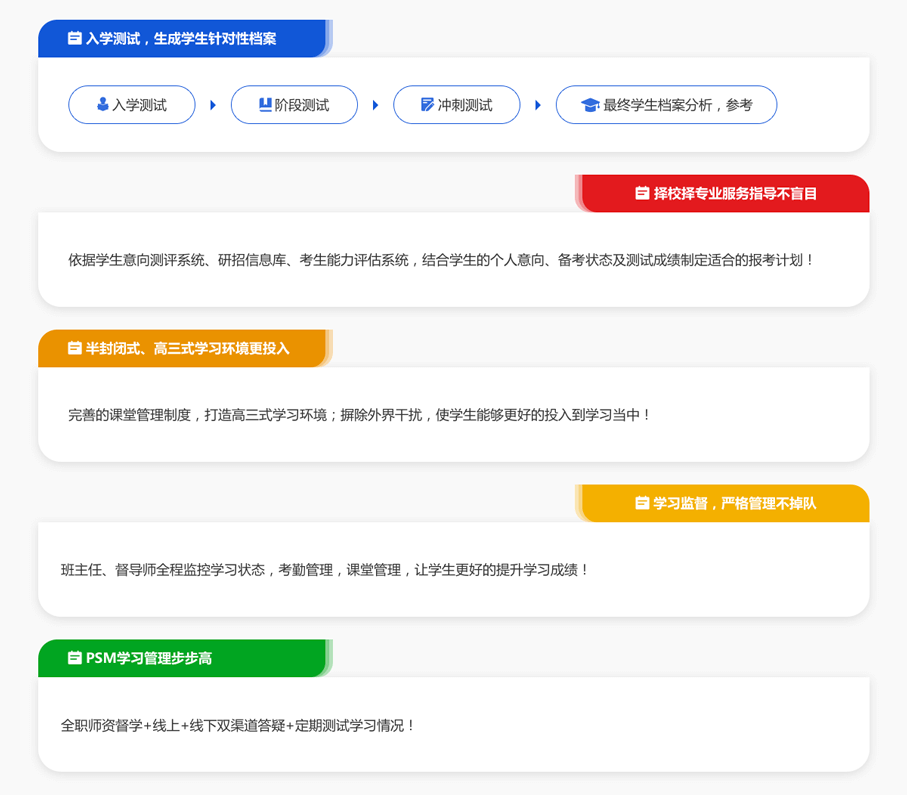 入学测试，生成学生针对性档案
入学测试 阶段测试 冲刺测试 最终学生档案分析，参考
择校择专业服务指导不盲目
依据学生意向测评系统、研招信息库、考生能力评估系统，结合学生的个人意向、备考状态及测试成绩制定适合的报考计划！
半封闭式、高三式学习环境更投入
完善的课堂管理制度，打造高三式学习环境；摒除外界干扰，使学生能够更好的投入到学习当中！
学习监督，严格管理不掉队
班主任、督导师全程监控学习状态，考勤管理，课堂管理，让学生更好的提升学习成绩！
PSM学习管理步步高
全职师资督学+线上+线下双渠道答疑+定期测试学习情况！